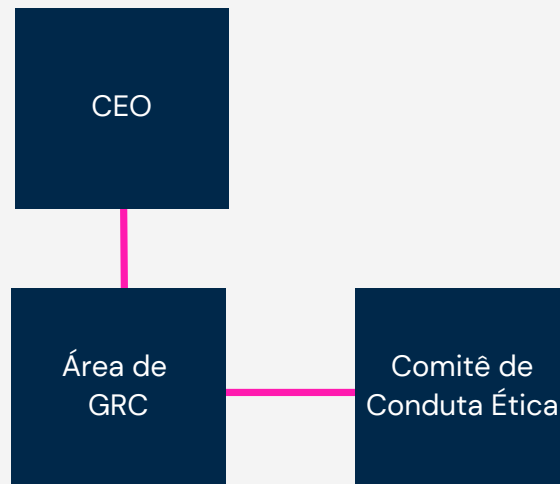 CEO
Área de
GRC
Comitê de
Conduta Ética